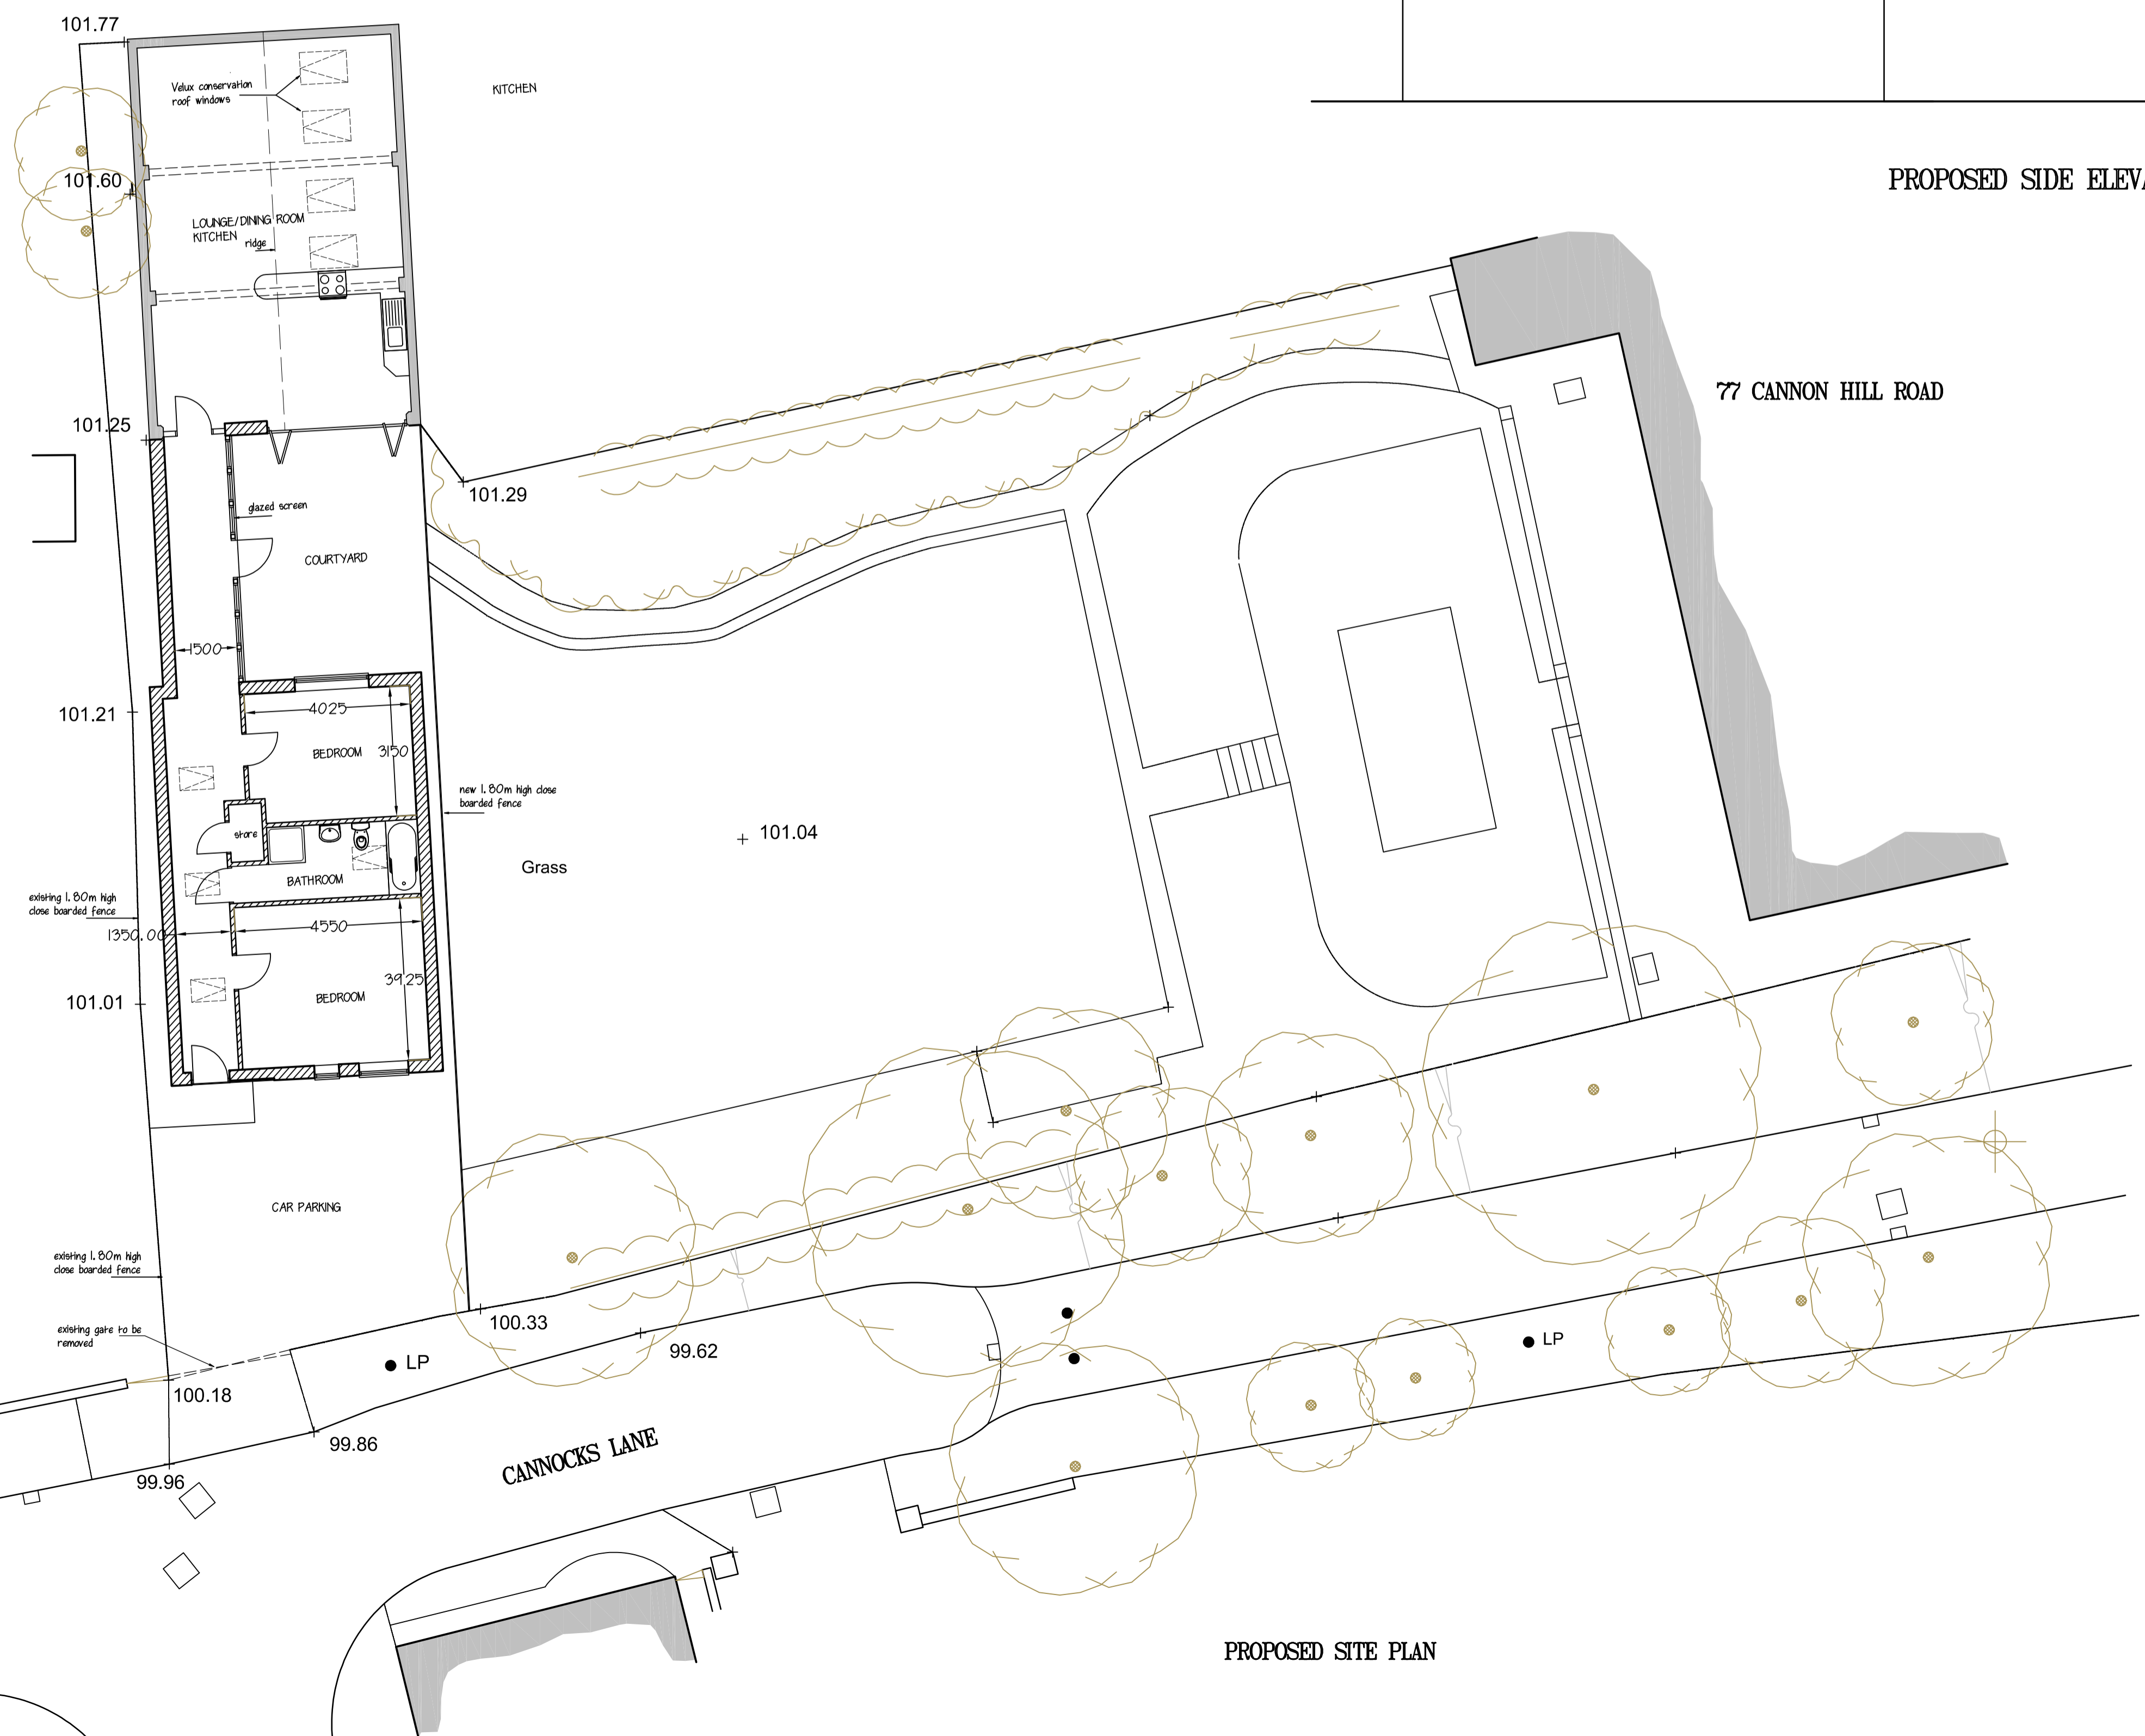 101.77
Velux conservation
roof windows
KITCHEN
101.60
LOUNGE/DINING ROOM
KITCHEN
ridge
PROPOSED SIDE ELEVA
77 CANNON HILL ROAD
101.25
101.29
glazed screen
COURTYARD
1500
101.21
4025
BEDROOM
3150
new 1.80m high close
boarded fence
store
101.04
Grass
BATHROOM
existing 1.80m high
close boarded fence
1350.00
4550
3925
BEDROOM
101.01
CAR PARKING
existing 1.80m high
close boarded fence
existing gate to be
removed
100.33
99.62
LP
LP
100.18
99.86
99.96
CANNOCKS LANE
PROPOSED SITE PLAN